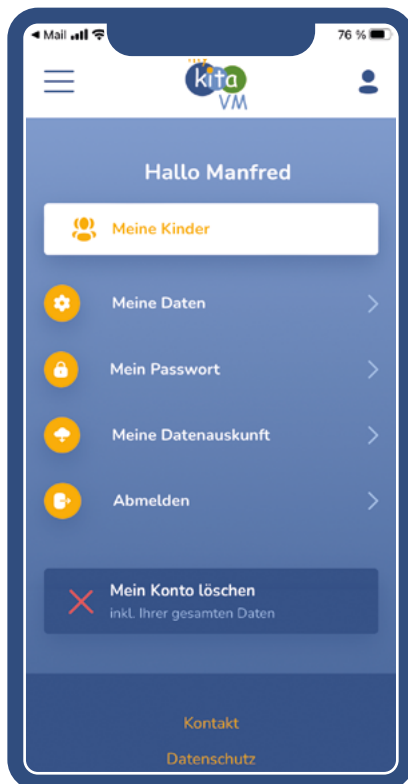 Mail
76 %
kita
VM
Hallo Manfred
Meine Kinder
Meine Daten
Mein Passwort
Meine Datenauskunft
Abmelden
Mein Konto löschen
inkl. Ihrer gesamten Daten
Kontakt
Datenschutz